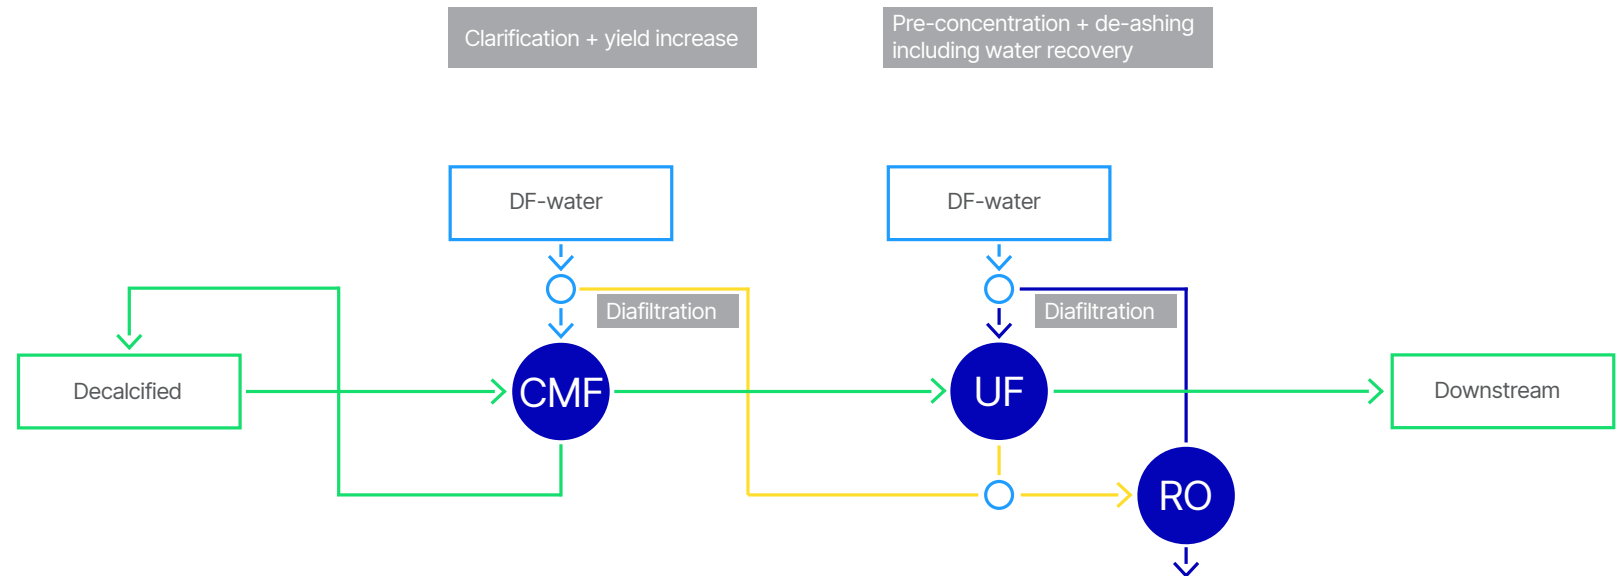 Clarification + yield increase
Pre-concentration + de-ashing
including water recovery
DF-water
DF-water
Diafiltration
Diafiltration
Decalcified
CMF
UF
Downstream
RO